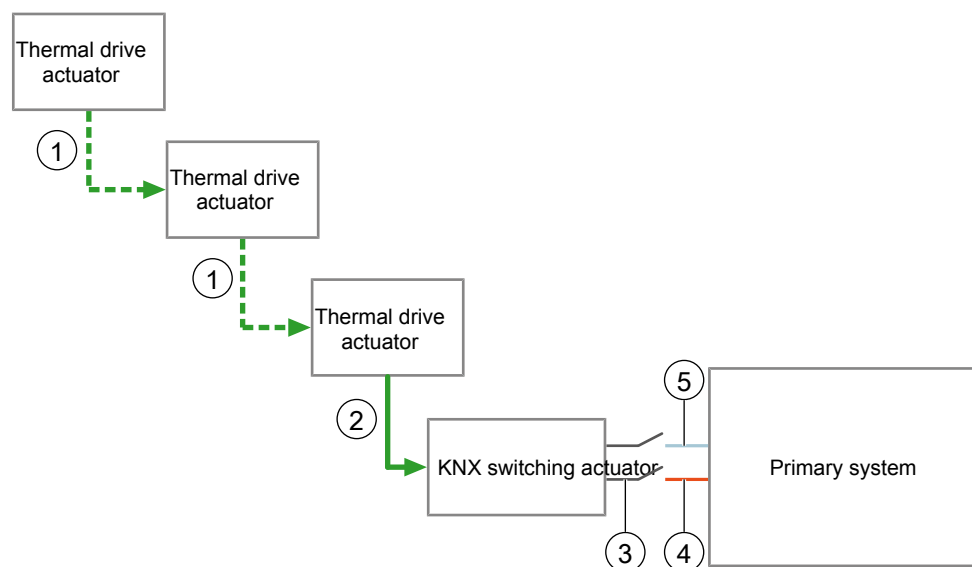 Thermal drive
actuator
1
Thermal drive
actuator
1
Thermal drive
actuator
2
5
KNX switching actuator
Primary system
3
4